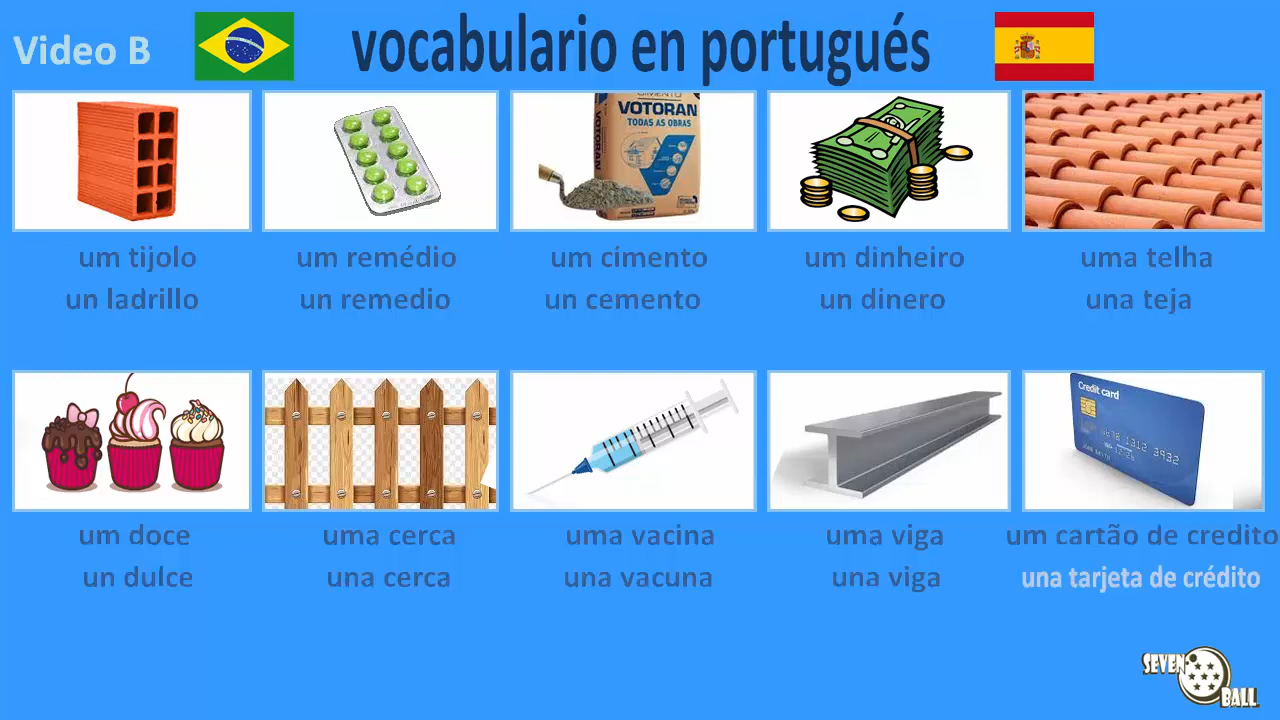 Video B
vocabulario en portugués
CIMENTO
VOTORAN
TODAS AS OBRAS
VOTORAN
um tijolo
un ladrillo
um remédio
un remedio
um címento
un cemento
um dinheiro
un dinero
uma telha
una teja
Credit card
um doce
un dulce
uma cerca
una cerca
uma vacina
una vacuna
uma viga
una viga
um cartão de credito
una tarjeta de crédito
SEVEN
BALL